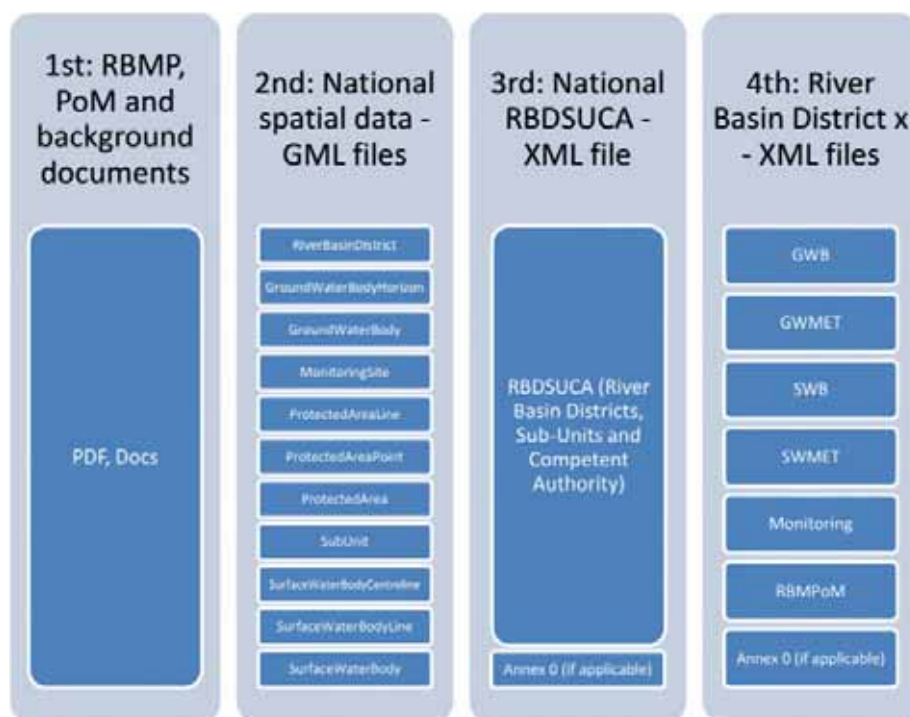 1st: RBMP,
PoM and
background
documents
PDF, Docs
2nd: National
spatial data -
GML files
RiverBasinDistrict
GroundWaterBodyHorizon
GroundWaterBody
MonitoringSite
ProtectedAreaLine
ProtectedAreaPoint
ProtectedArea
SubUnit
SurfaceWaterBodyCentreline
SurfaceWaterBodyLine
SurfaceWaterBody
3rd: National
RBDSUCA -
XML file
RBDSUCA (River
Basin Districts,
Sub-Units and
Competent
Authority)
Annex 0 (if applicable)
4th: River
Basin District x
- XML files
GWB
GWMET
SWB
SWMET
Monitoring
RBMPoM
Annex 0 (if applicable)